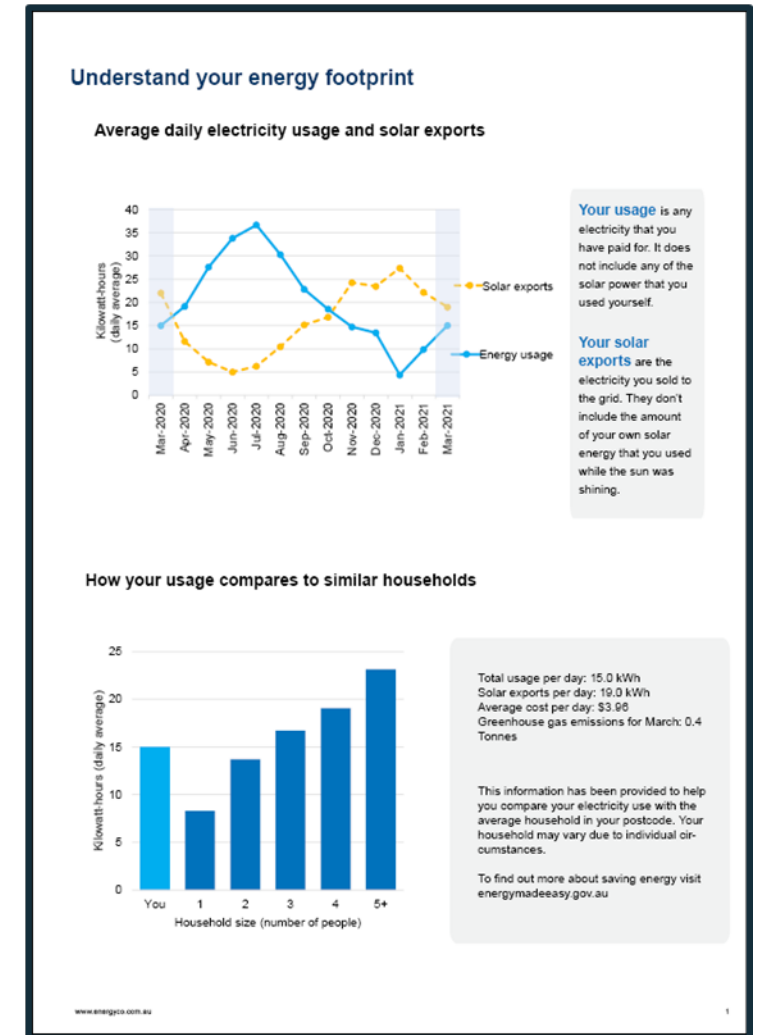 Understand your energy footprint
Average daily electricity usage and solar exports
40
35
30
25
20
15
10
5
0
Kilowatt-hours
(daily average)
Mar-2020
Apr-2020
May-2020
Jun-2020
Jul-2020
Aug-2020
Sep-2020
Oct-2020
Nov-2020
Dec-2020
Jan-2021
Feb-2021
Mar-2021
Solar exports
Energy usage
Your usage is any
electricity that you
have paid for. It does
not include any of the
solar power that you
used yourself.
Your solar
exports are the
electricity you sold to
the grid. They don't
include the amount
of your own solar
energy that you used
while the sun was
shining.
How your usage compares to similar households
25
20
15
10
5
0
Kilowatt-hours (daily average)
You
1
2
3
4
5+
Household size (number of people)
Total usage per day: 15.0 kWh
Solar exports per day: 19.0 kWh
Average cost per day: $3.96
Greenhouse gas emissions for March: 0.4
Tonnes
This information has been provided to help
you compare your electricity use with the
average household in your postcode. Your
household may vary due to individual cir-
cumstances.
To find out more about saving energy visit
energymadeeasy.gov.au
www.energyco.com.au
1